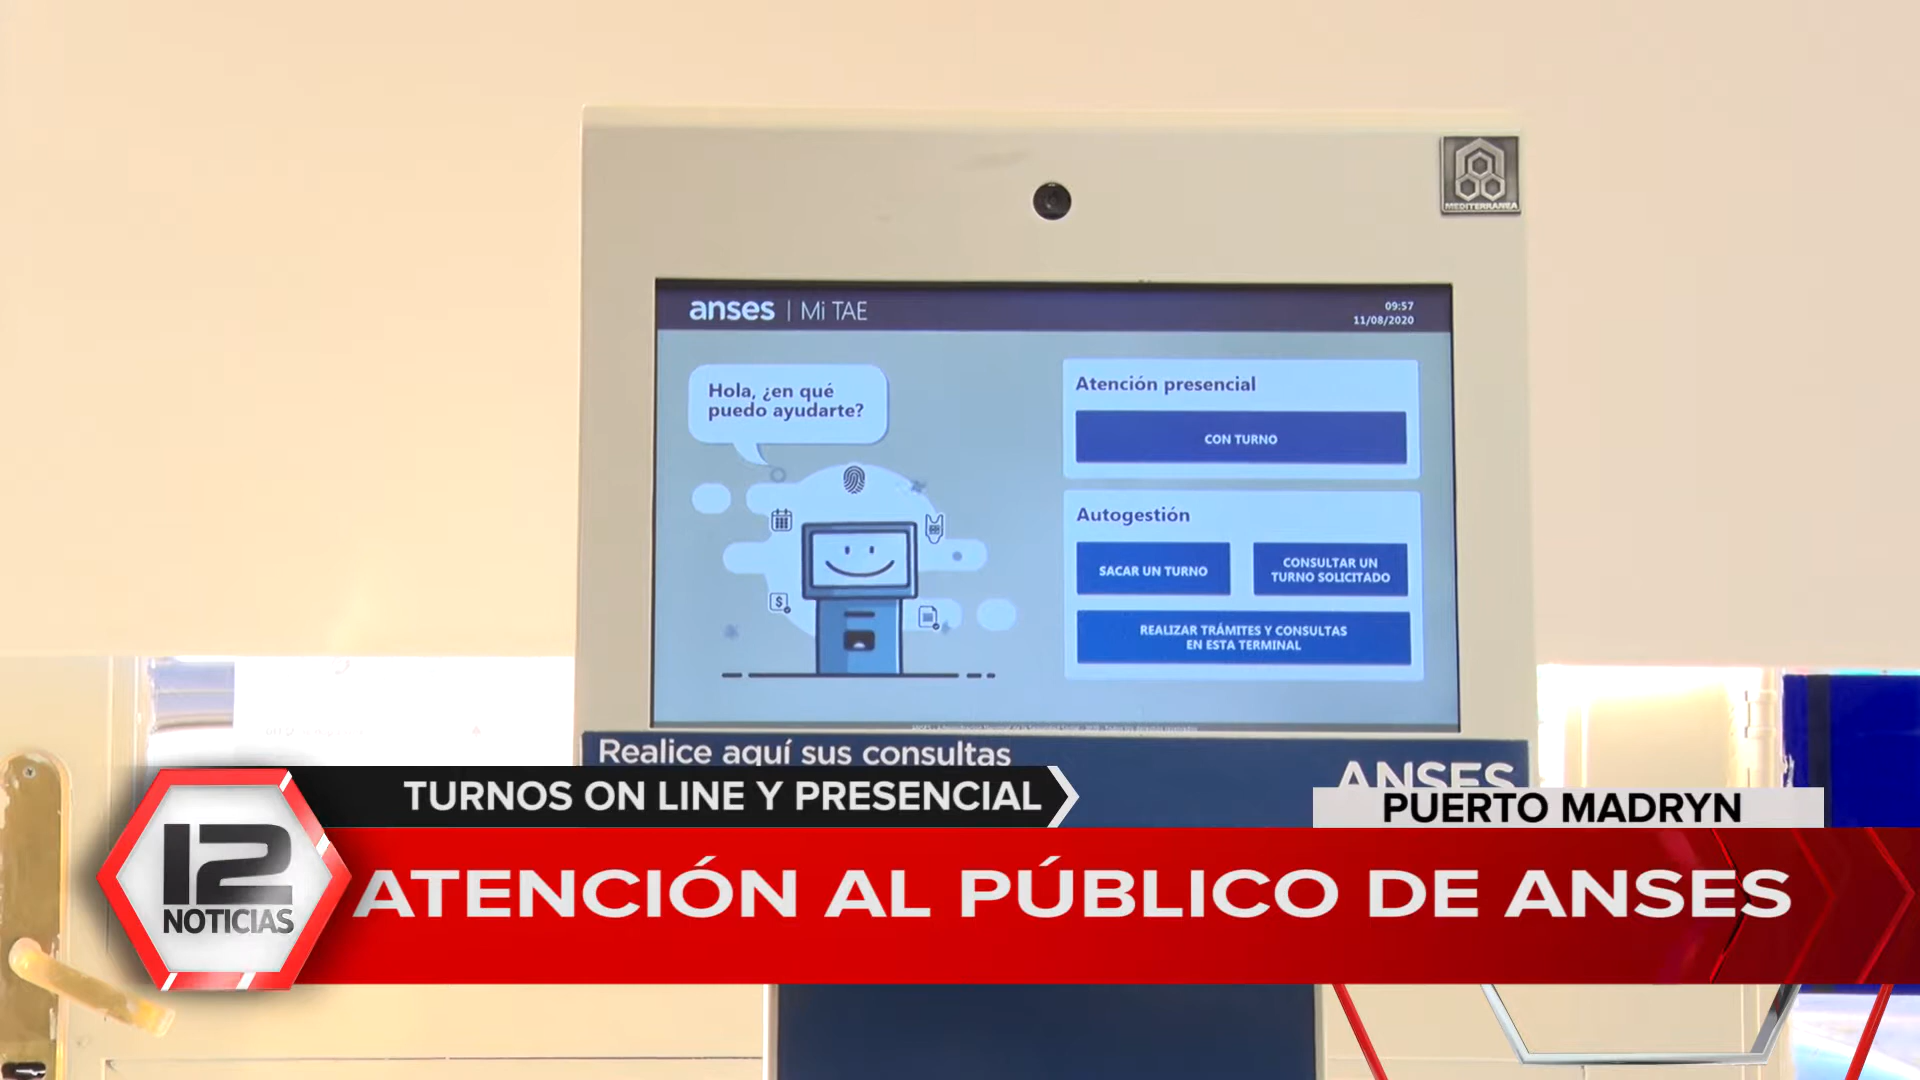 MEDITERRANEA
anses | Mi TAE
09:57
11/08/2020
Hola, ¿en qué
puedo ayudarte?
Atención presencial
CON TURNO
Autogestión
SACAR UN TURNO
CONSULTAR UN
TURNO SOLICITADO
REALIZAR TRÁMITES Y CONSULTAS
EN ESTA TERMINAL
Realice aquí sus consultas
ANSES
TURNOS ON LINE Y PRESENCIAL
PUERTO MADRYN
12
NOTICIAS
ATENCIÓN AL PÚBLICO DE ANSES